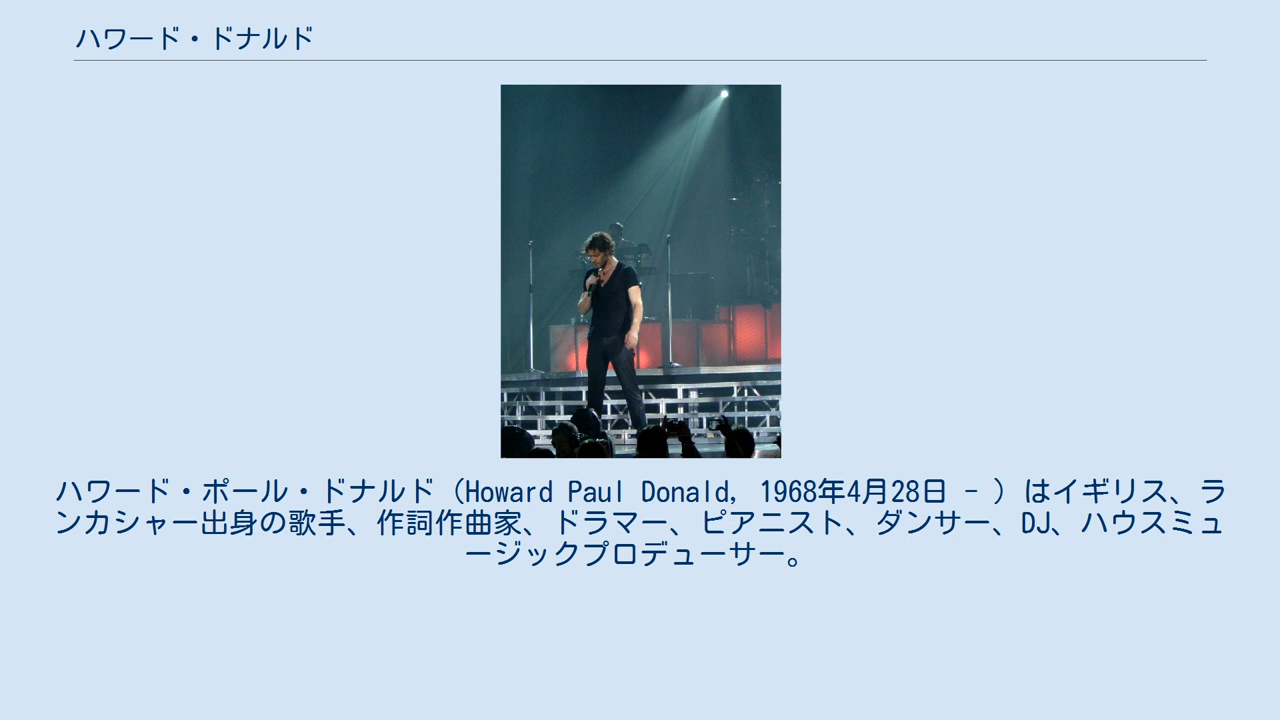 ハワード・ドナルド
ハワード・ポール・ドナルド（Howard Paul Donald, 1968年4月28日 - ）はイギリス、ラ
ンカシャー出身の歌手、作詞作曲家、ドラマー、ピアニスト、ダンサー、DJ、ハウスミュ
ージックプロデューサー。